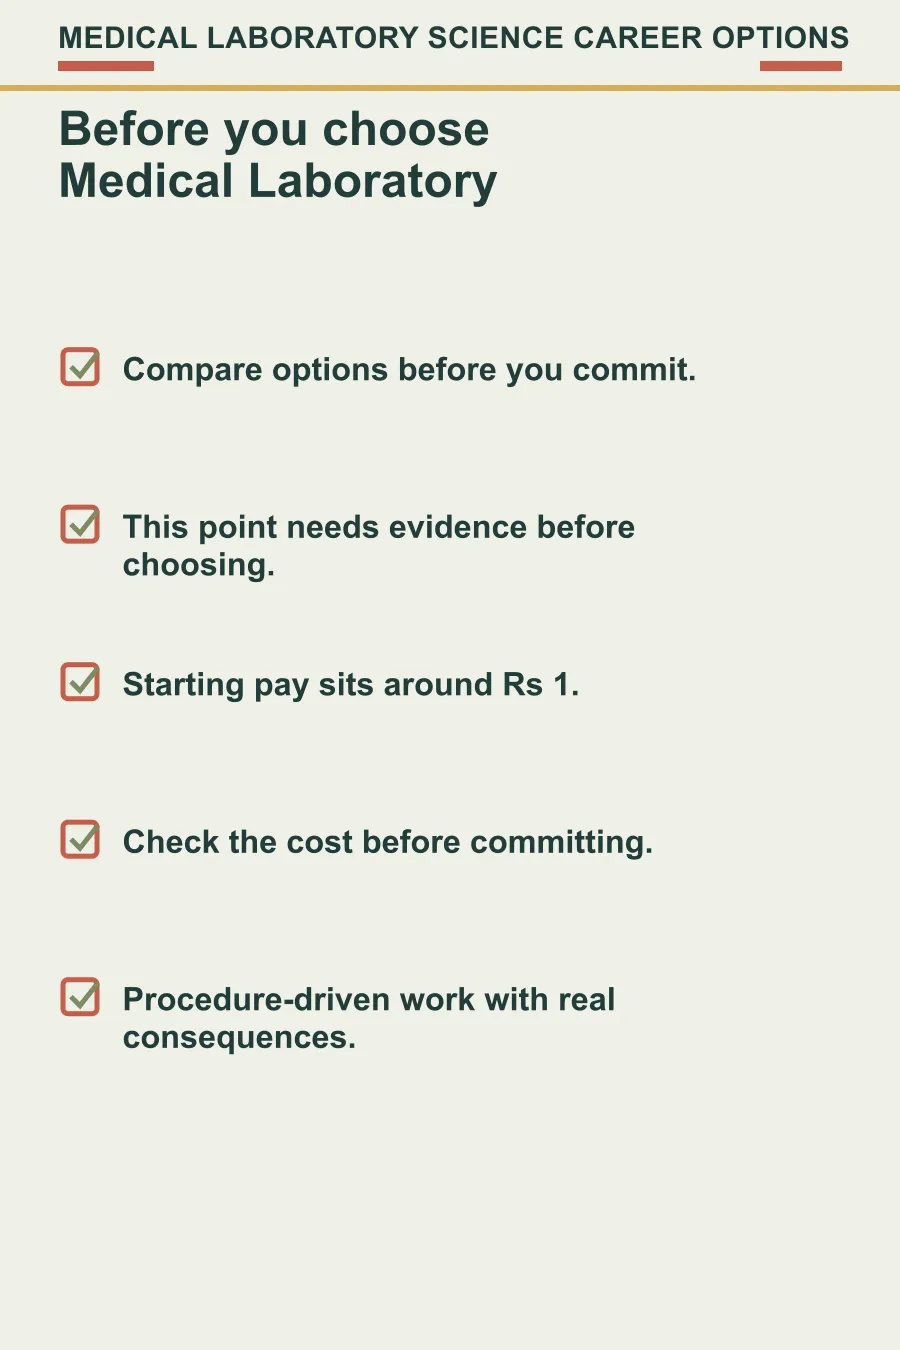 MEDICAL LABORATORY SCIENCE CAREER OPTIONS
Before you choose
Medical Laboratory
Compare options before you commit.
This point needs evidence before
choosing.
Starting pay sits around Rs 1.
Check the cost before committing.
Procedure-driven work with real
consequences.